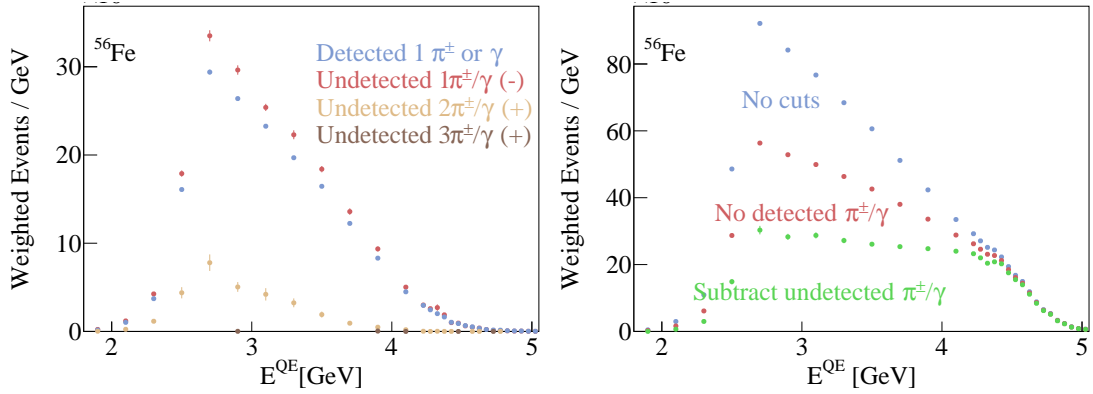 ⁵⁶Fe
Detected 1 π± or γ
Undetected 1π±/γ (-)
Undetected 2π±/γ (+)
Undetected 3π±/γ (+)
Weighted Events / GeV
30
20
10
0
2 3 4 5
E^QE [GeV]
⁵⁶Fe
No cuts
No detected π±/γ
Subtract undetected π±/γ
Weighted Events / GeV
80
60
40
20
0
2 3 4 5
E^QE [GeV]